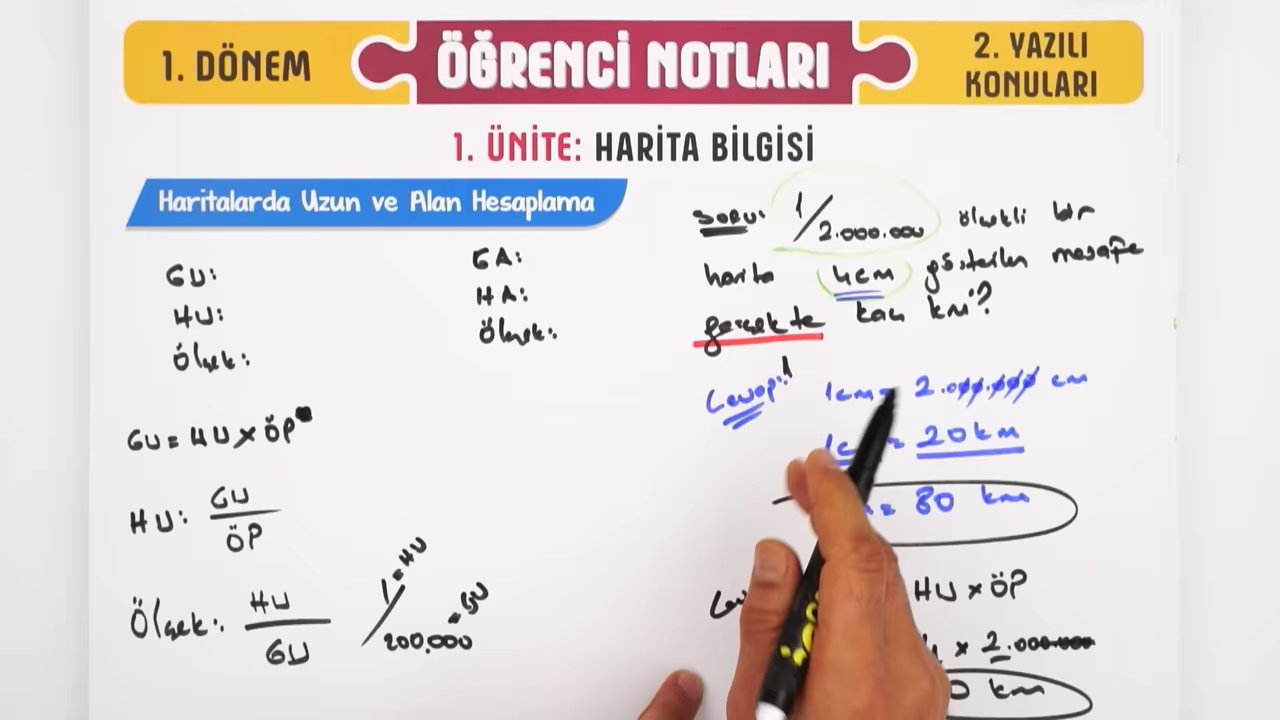 1. DÖNEM
ÖĞRENCİ NOTLARI
2. YAZILI
KONULARI
1. ÜNİTE: HARİTA BİLGİSİ
Haritalarda Uzun ve Alan Hesaplama
GU:
HU:
Ölçek:
GA:
HA:
Ölçek:
GU = HU x ÖP
HU: GU
ÖP
Ölçek: HU
GU
1 = HU
200.000 = GU
Soru: 1/2.000.000 ölçekli bir
harita 4cm gösterilen mesafe
gerçekte kaç km'?
Cevap:1
1cm = 2.000.000 cm
1c = 20km
= 80 km
HU x ÖP
x 2.000.000
0 km